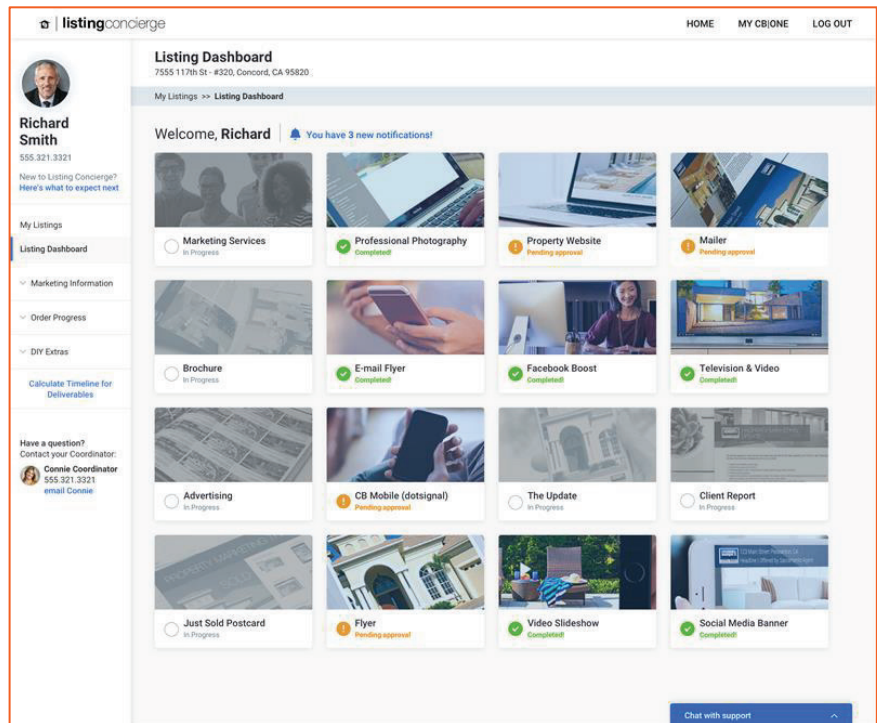 listingconcierge
HOME MY CB|ONE LOG OUT
Richard
Smith
555.321.3321
New to Listing Concierge?
Here's what to expect next
My Listings
Listing Dashboard
Marketing Information
Order Progress
DIY Extras
Calculate Timeline for
Deliverables
Have a question?
Contact your Coordinator:
Connie Coordinator
555.321.3321
email Connie
Listing Dashboard
7555 117th St - #320, Concord, CA 95820
My Listings >> Listing Dashboard
Welcome, Richard
You have 3 new notifications!
Marketing Services
In Progress
Professional Photography
Completed!
Property Website
Pending approval
Mailer
Pending approval
Brochure
In Progress
E-mail Flyer
Completed!
Facebook Boost
Completed!
Television & Video
Completed!
Advertising
In Progress
CB Mobile (dotsignal)
Pending approval
The Update
In Progress
Client Report
In Progress
PROPERTY MARKETING
Just Sold Postcard
In Progress
Flyer
Pending approval
Video Slideshow
Completed!
Social Media Banner
Completed!
Chat with support